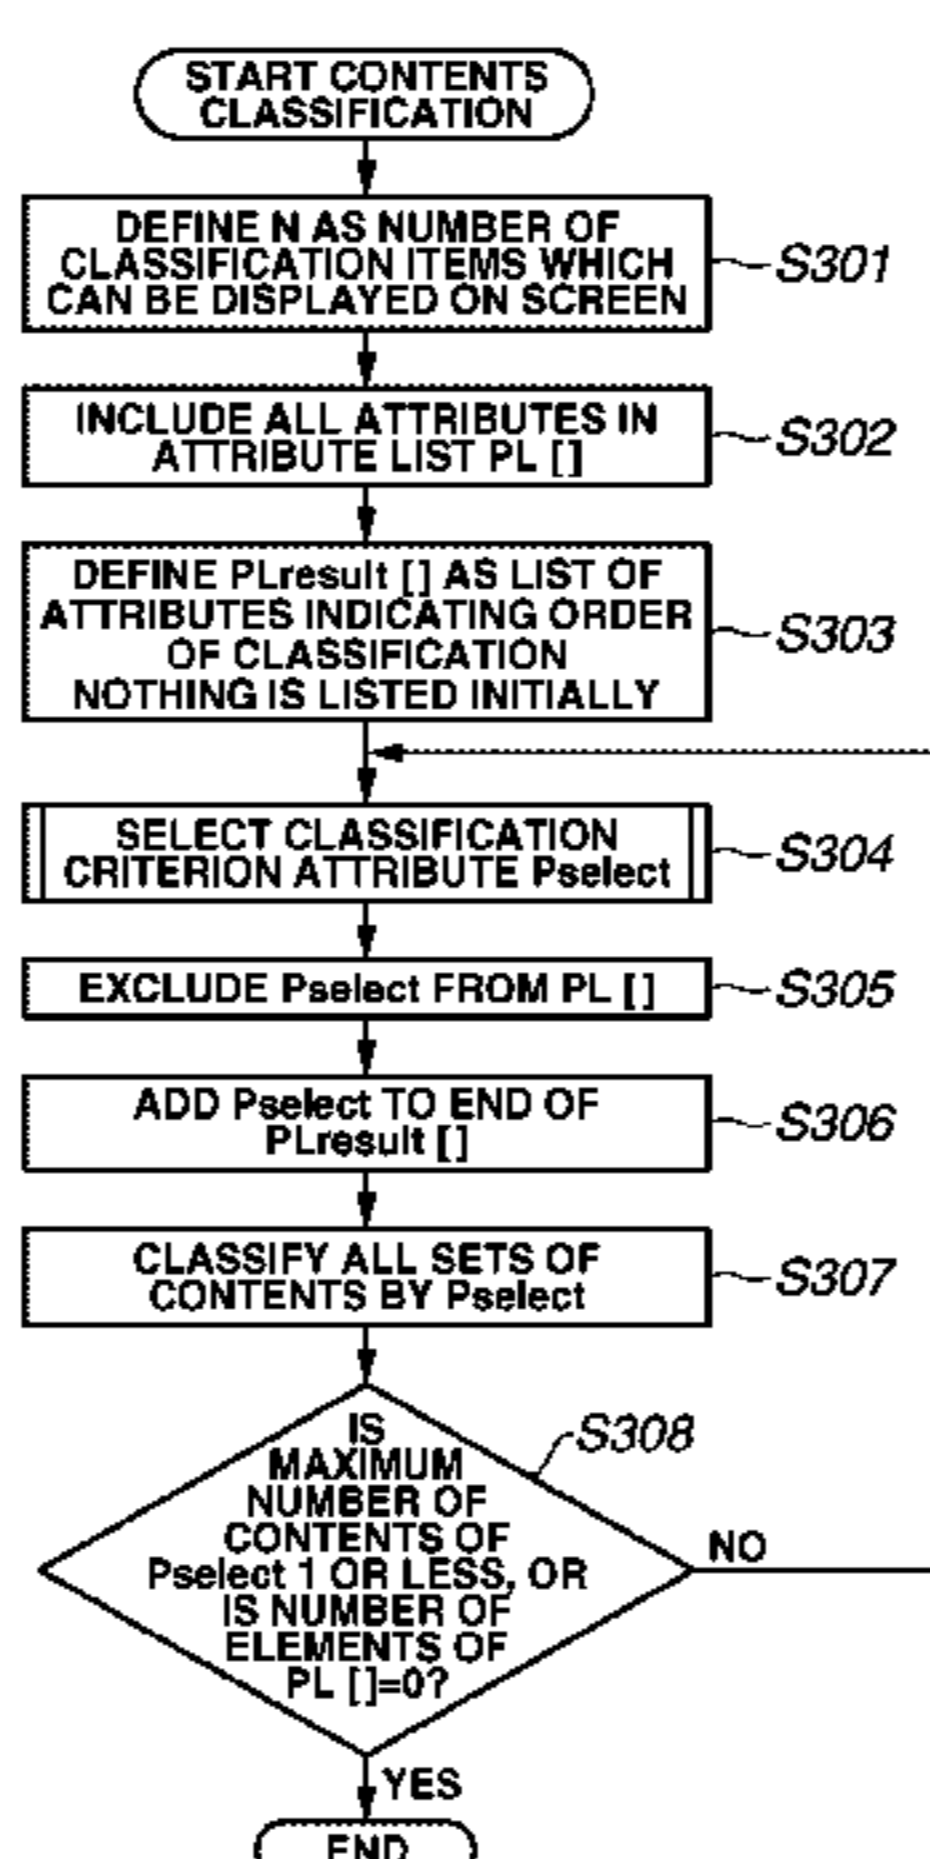 START CONTENTS
CLASSIFICATION
DEFINE N AS NUMBER OF
CLASSIFICATION ITEMS WHICH
CAN BE DISPLAYED ON SCREEN
S301
INCLUDE ALL ATTRIBUTES IN
ATTRIBUTE LIST PL [ ]
S302
DEFINE PLresult [ ] AS LIST OF
ATTRIBUTES INDICATING ORDER
OF CLASSIFICATION
NOTHING IS LISTED INITIALLY
S303
SELECT CLASSIFICATION
CRITERION ATTRIBUTE Pselect
S304
EXCLUDE Pselect FROM PL [ ]
S305
ADD Pselect TO END OF
PLresult [ ]
S306
CLASSIFY ALL SETS OF
CONTENTS BY Pselect
S307
IS
MAXIMUM
NUMBER OF
CONTENTS OF
Pselect 1 OR LESS, OR
IS NUMBER OF
ELEMENTS OF
PL [ ]=0?
S308
NO
YES
END